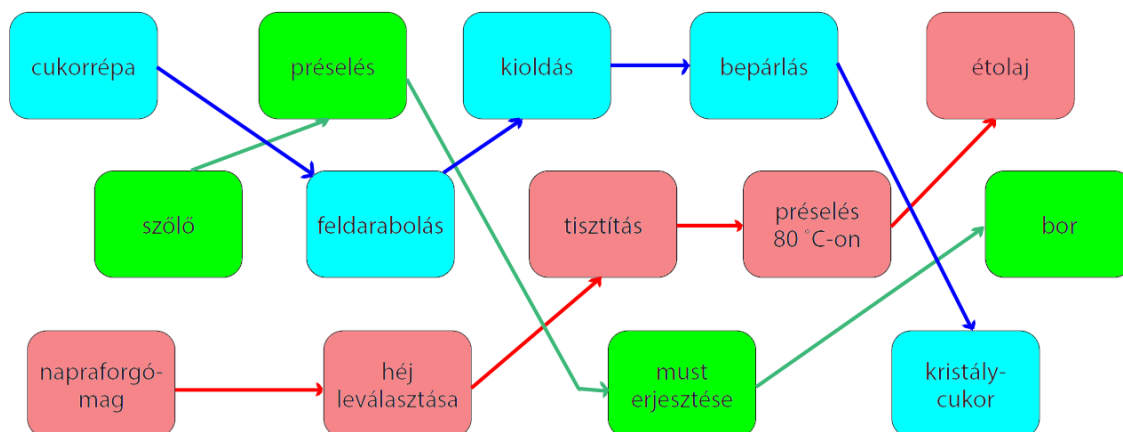 cukorrépa
préselés
kioldás
bepárlás
étolaj
szőlő
feldarabolás
tisztítás
préselés
80 °C-on
bor
napraforgó-
mag
héj
leválasztása
must
erjesztése
kristály-
cukor